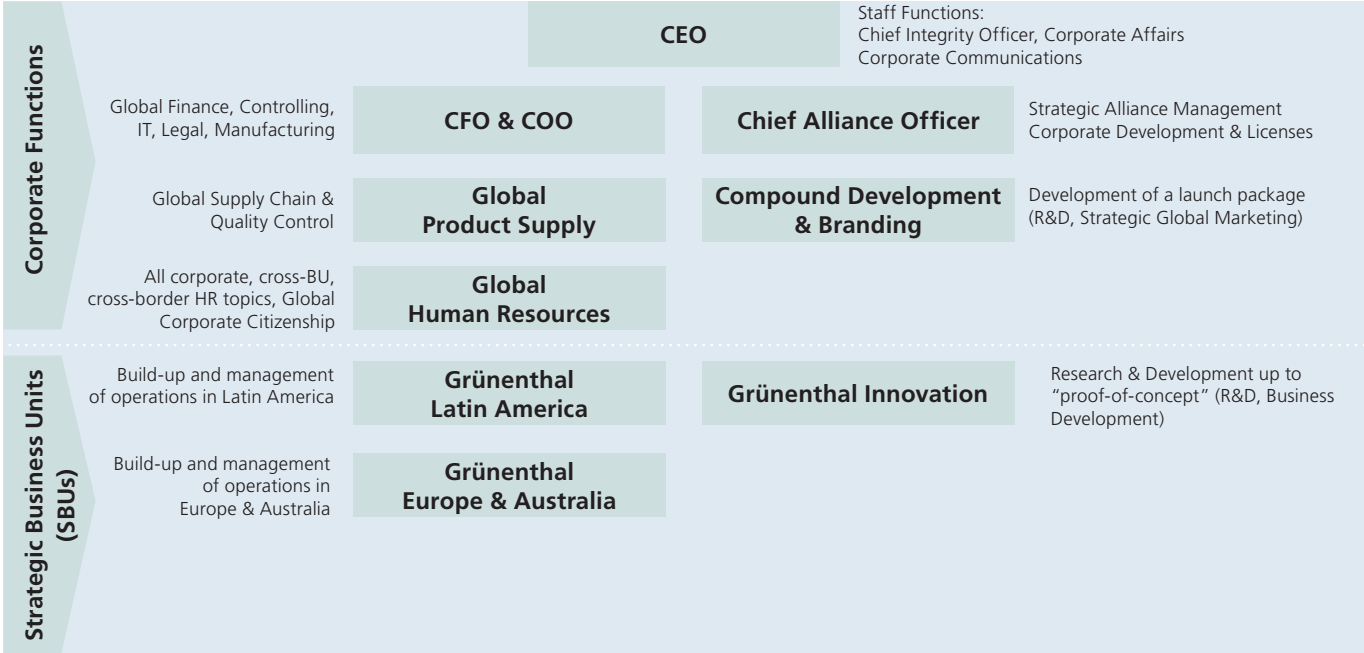 Corporate Functions
CEO
Staff Functions:
Chief Integrity Officer, Corporate Affairs
Corporate Communications
Global Finance, Controlling,
IT, Legal, Manufacturing
CFO & COO
Chief Alliance Officer
Strategic Alliance Management
Corporate Development & Licenses
Global Supply Chain &
Quality Control
Global
Product Supply
Compound Development
& Branding
Development of a launch package
(R&D, Strategic Global Marketing)
All corporate, cross-BU,
cross-border HR topics, Global
Corporate Citizenship
Global
Human Resources
Strategic Business Units
(SBUs)
Build-up and management
of operations in Latin America
Grünenthal
Latin America
Grünenthal Innovation
Research & Development up to
“proof-of-concept” (R&D, Business
Development)
Build-up and management
of operations in
Europe & Australia
Grünenthal
Europe & Australia